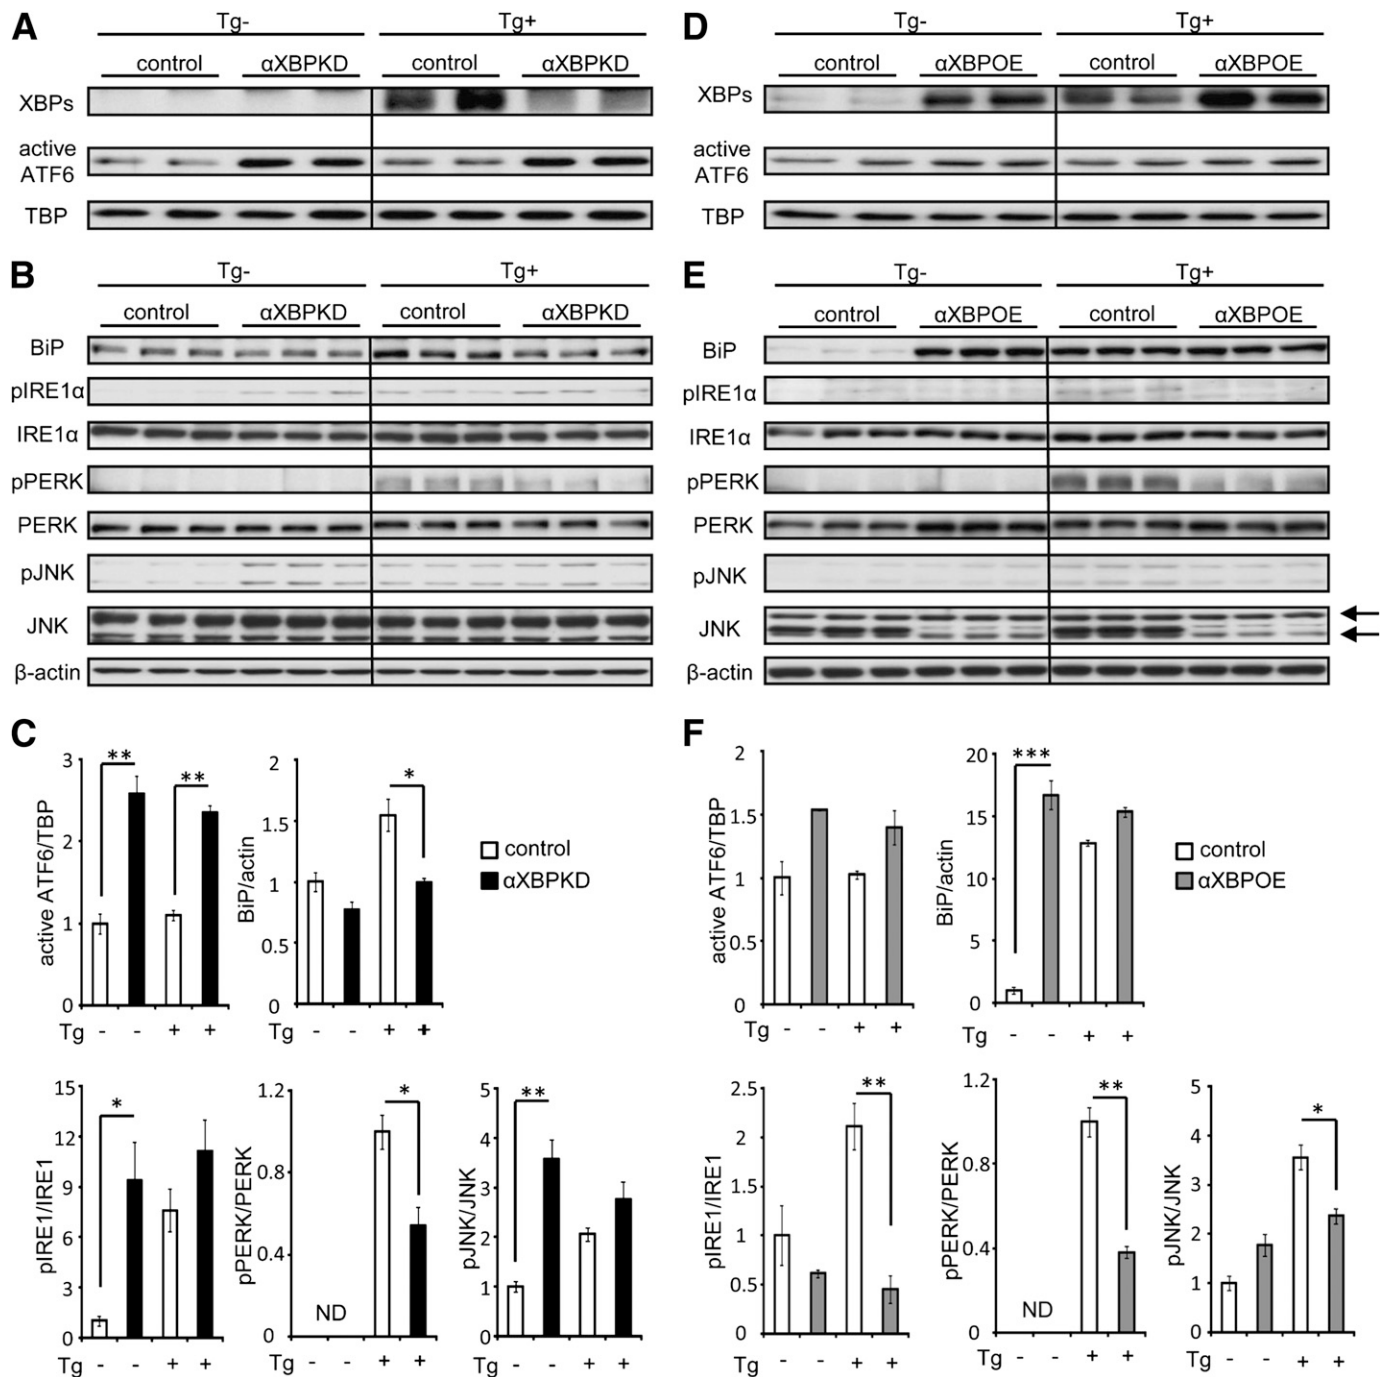 A
Tg-
Tg+
control
αXBPKD
control
αXBPKD
XBPs
active
ATF6
TBP
B
Tg-
Tg+
control
αXBPKD
control
αXBPKD
BiP
pIRE1α
IRE1α
pPERK
PERK
pJNK
JNK
β-actin
C
active ATF6/TBP
3
2
1
0
**
**
Tg - - + +
BiP/actin
2
1.5
1
0.5
0
*
- - + +
control
αXBPKD
pIRE1/IRE1
15
12
9
6
3
0
*
Tg - - + +
pPERK/PERK
1.2
0.8
0.4
0
ND
*
Tg - - + +
pJNK/JNK
5
4
3
2
1
0
**
Tg - - + +
D
Tg-
Tg+
control
αXBPOE
control
αXBPOE
XBPs
active
ATF6
TBP
E
Tg-
Tg+
control
αXBPOE
control
αXBPOE
BiP
pIRE1α
IRE1α
pPERK
PERK
pJNK
JNK
β-actin
F
active ATF6/TBP
2
1.5
1
0.5
0
Tg - - + +
BiP/actin
20
15
10
5
0
***
Tg - - + +
control
αXBPOE
pIRE1/IRE1
2.5
2
1.5
1
0.5
0
**
Tg - - + +
pPERK/PERK
1.2
0.8
0.4
0
ND
**
Tg - - + +
pJNK/JNK
5
4
3
2
1
0
*
Tg - - + +